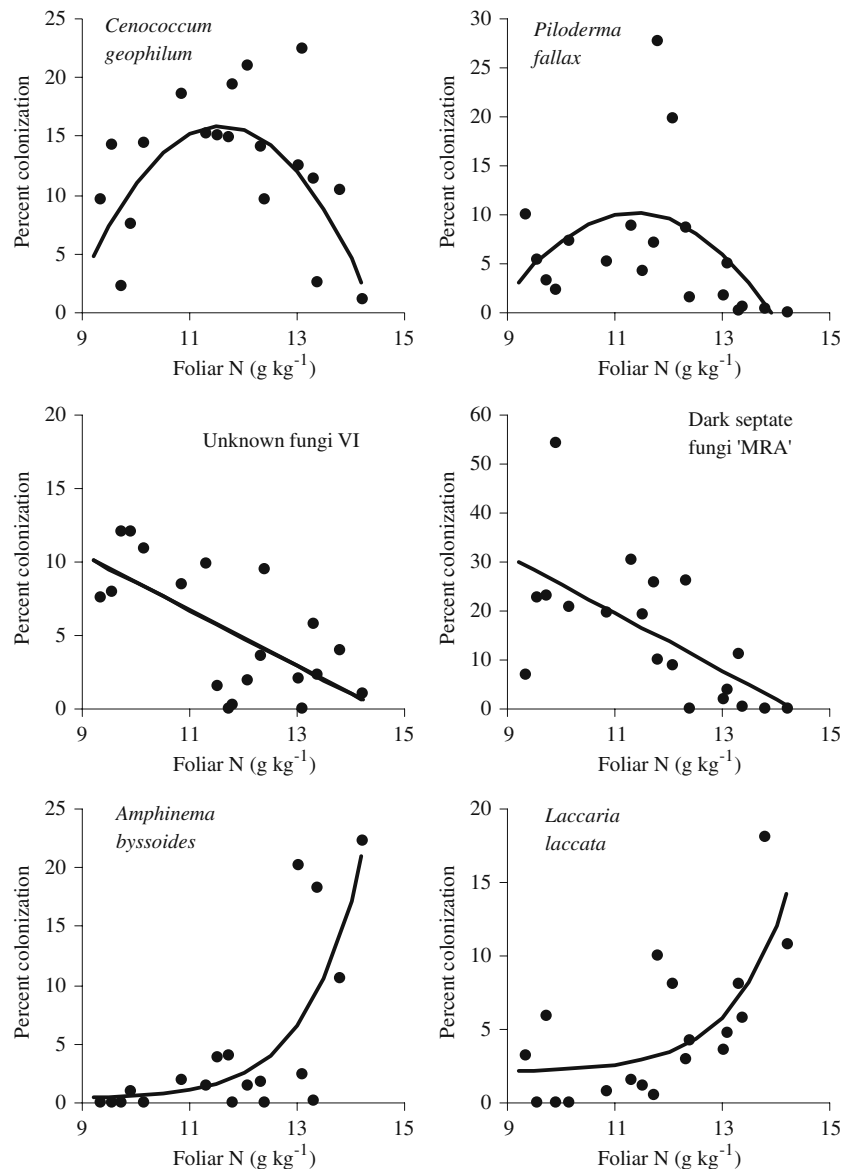 Cenococcum
geophilum
Percent colonization
25
20
15
10
5
0
9 11 13 15
Foliar N (g kg⁻¹)
Piloderma
fallax
Percent colonization
30
25
20
15
10
5
0
9 11 13 15
Foliar N (g kg⁻¹)
Unknown fungi VI
Percent colonization
20
15
10
5
0
9 11 13 15
Foliar N (g kg⁻¹)
Dark septate
fungi 'MRA'
Percent colonization
60
50
40
30
20
10
0
9 11 13 15
Foliar N (g kg⁻¹)
Amphinema
byssoides
Percent colonization
25
20
15
10
5
0
9 11 13 15
Foliar N (g kg⁻¹)
Laccaria
laccata
Percent colonization
20
15
10
5
0
9 11 13 15
Foliar N (g kg⁻¹)